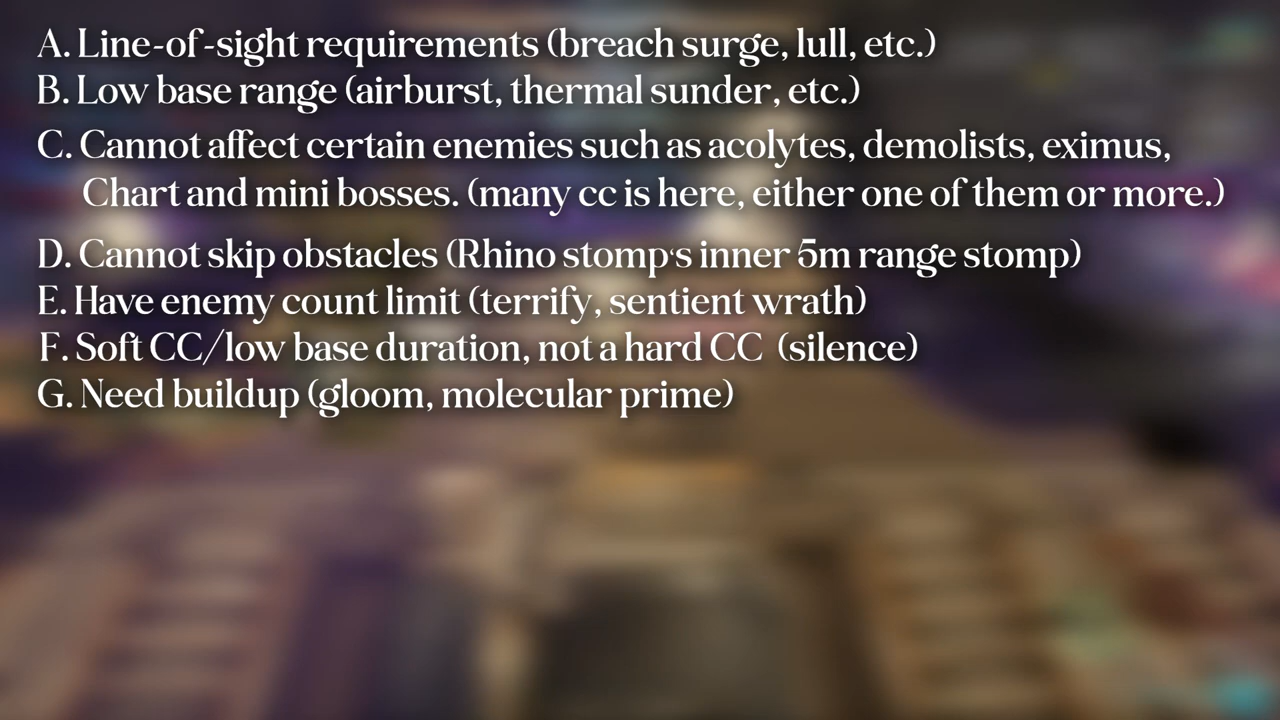 A. Line-of-sight requirements (breach surge, lull, etc.)
B. Low base range (airburst, thermal sunder, etc.)
C. Cannot affect certain enemies such as acolytes, demolists, eximus,
Chart and mini bosses. (many cc is here, either one of them or more.)
D. Cannot skip obstacles (Rhino stomp‘s inner 5m range stomp)
E. Have enemy count limit (terrify, sentient wrath)
F. Soft CC/low base duration, not a hard CC (silence)
G. Need buildup (gloom, molecular prime)